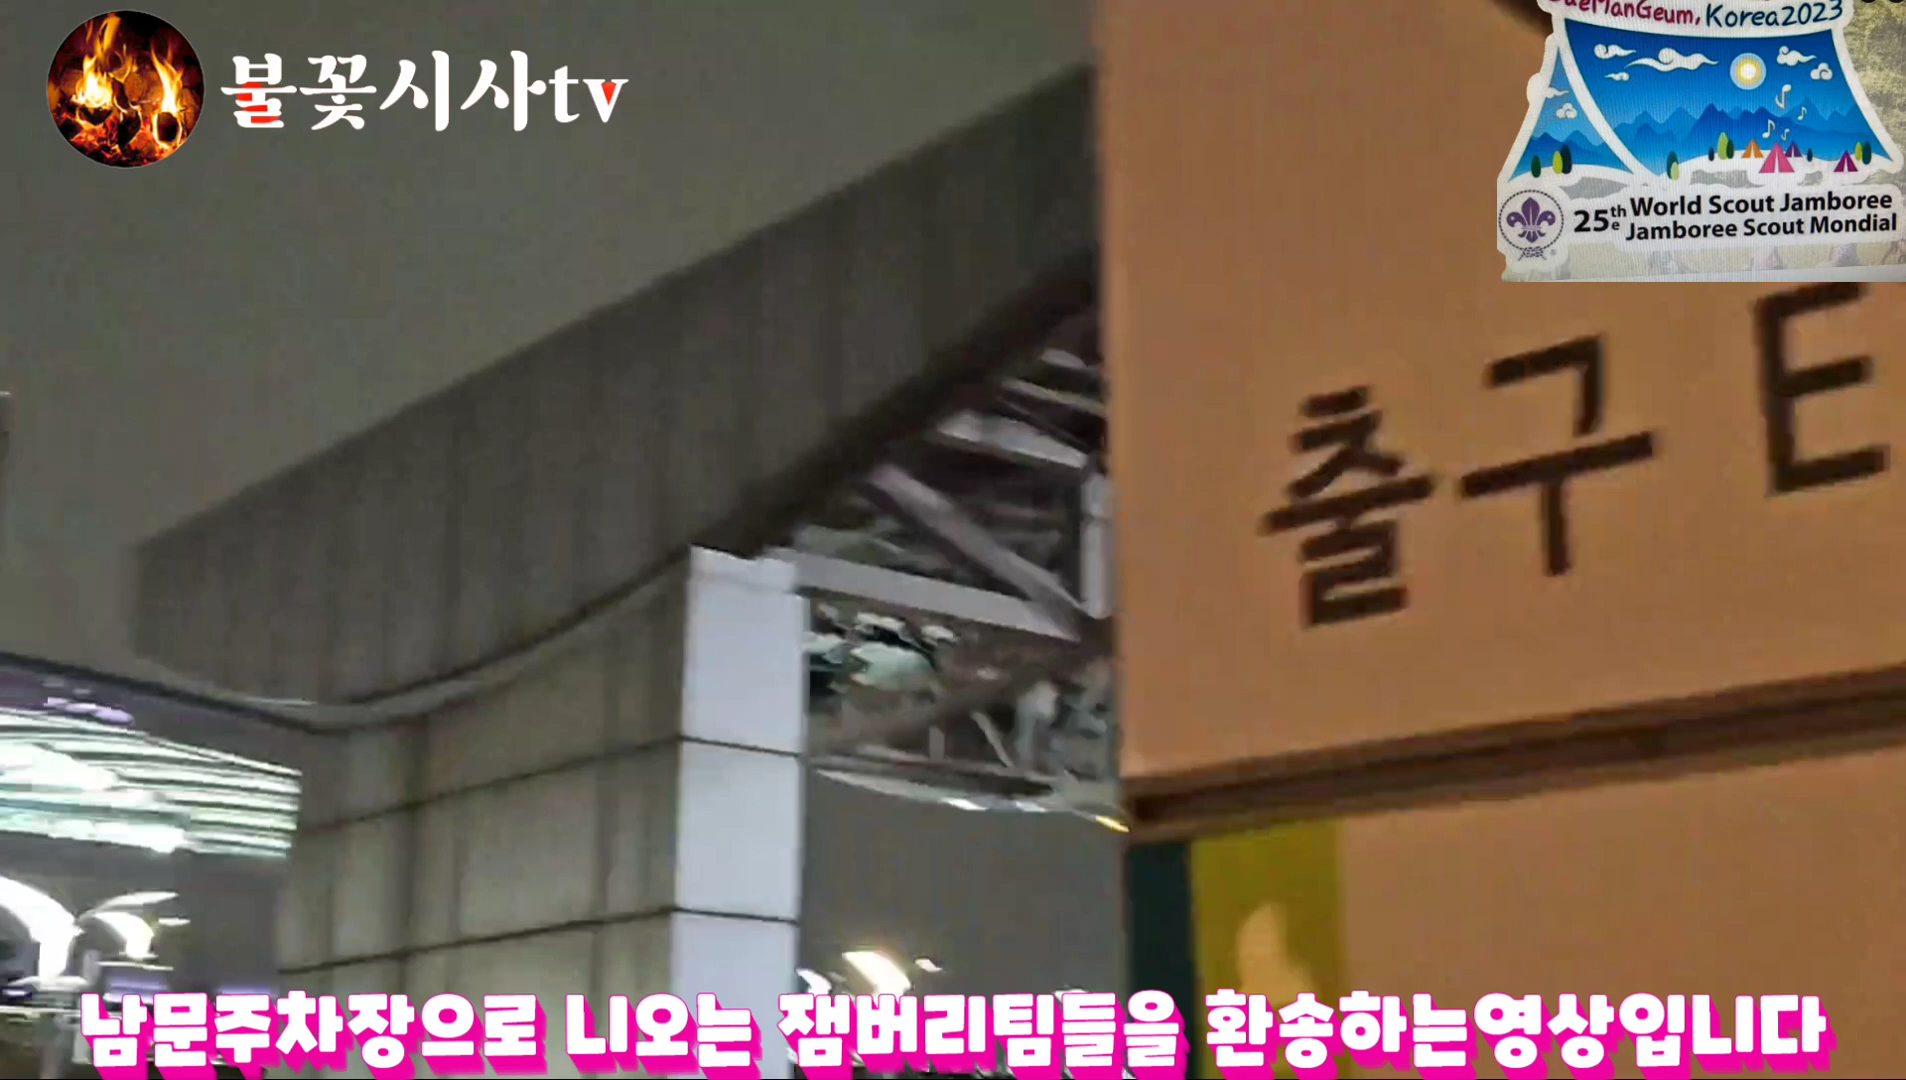 불꽃시사tv
SaeManGeum, Korea2023
25th World Scout Jamboree
e Jamboree Scout Mondial
출구 E
남문주차장으로 니오는 잼버리팀들을 환송하는영상입니다